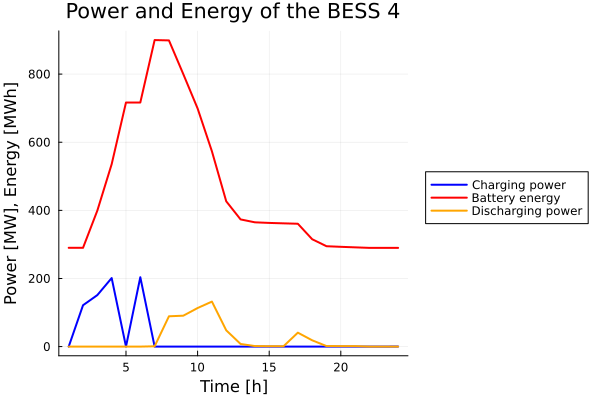 Power and Energy of the BESS 4
Power [MW], Energy [MWh]
800
600
400
200
0
5
10
15
20
Time [h]
Charging power
Battery energy
Discharging power